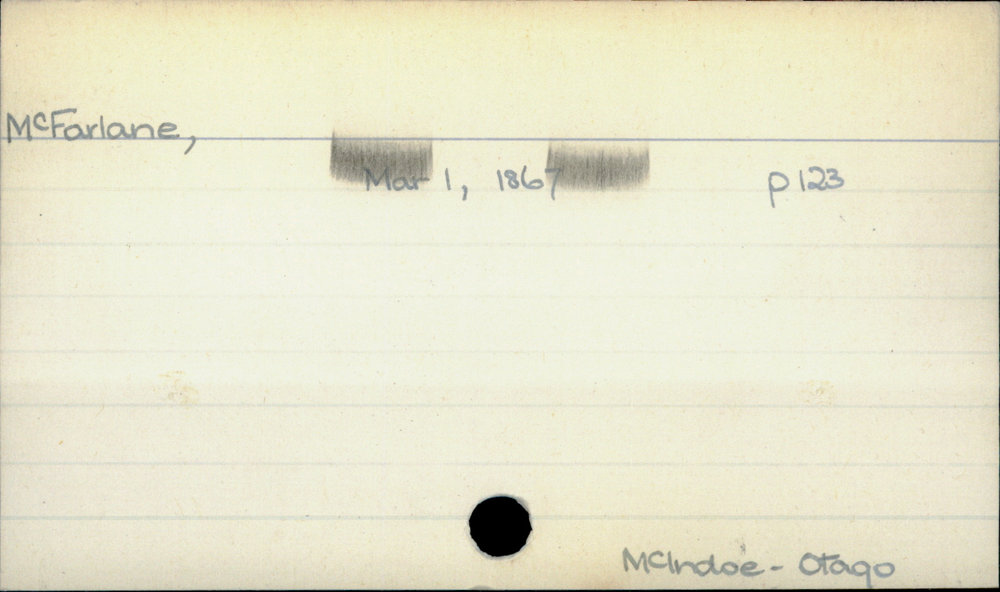 McFarlane,
Mar 1, 1867 p 123
McIndoe - Otago